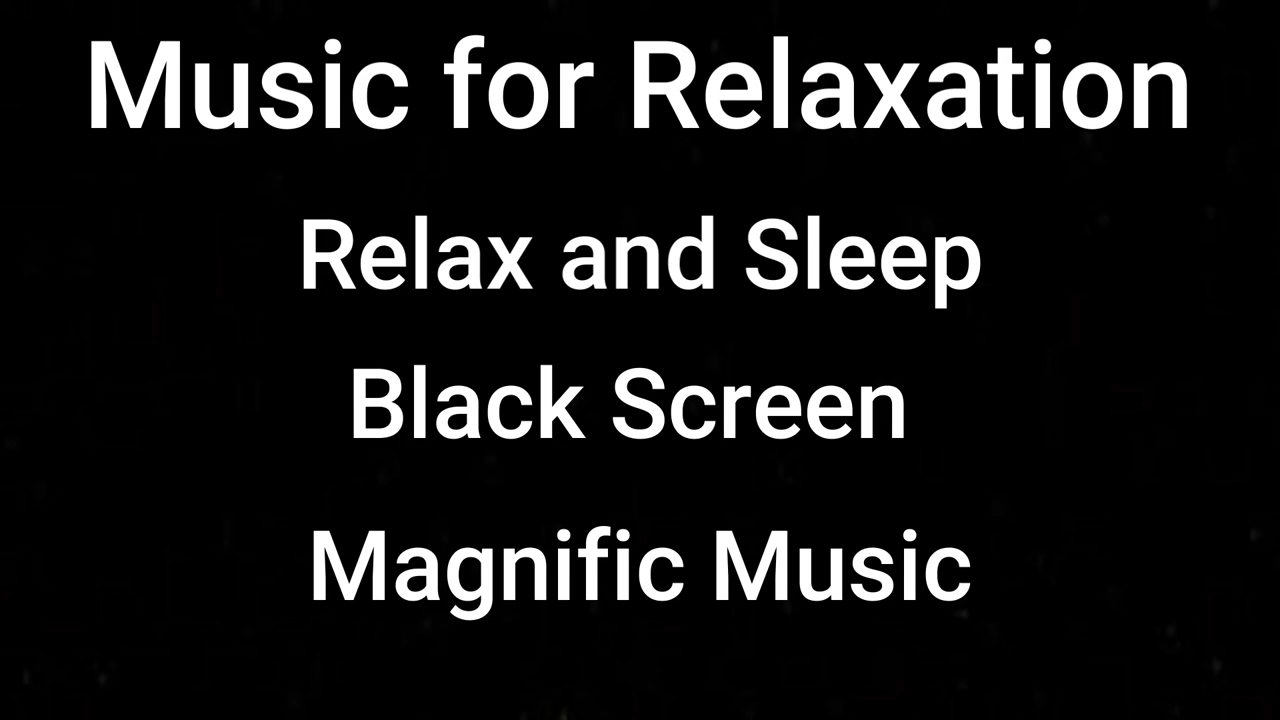 Music for Relaxation
Relax and Sleep
Black Screen
Magnific Music